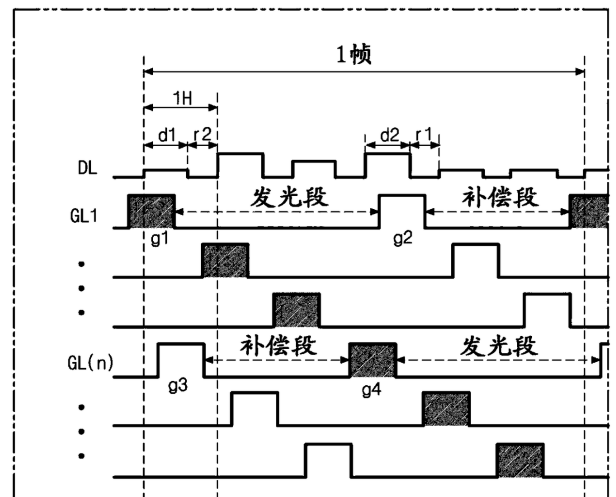 1帧
1H
d1 r2 d2 r1
DL
发光段 补偿段
GL1
g1 g2
补偿段 发光段
GL(n)
g3 g4